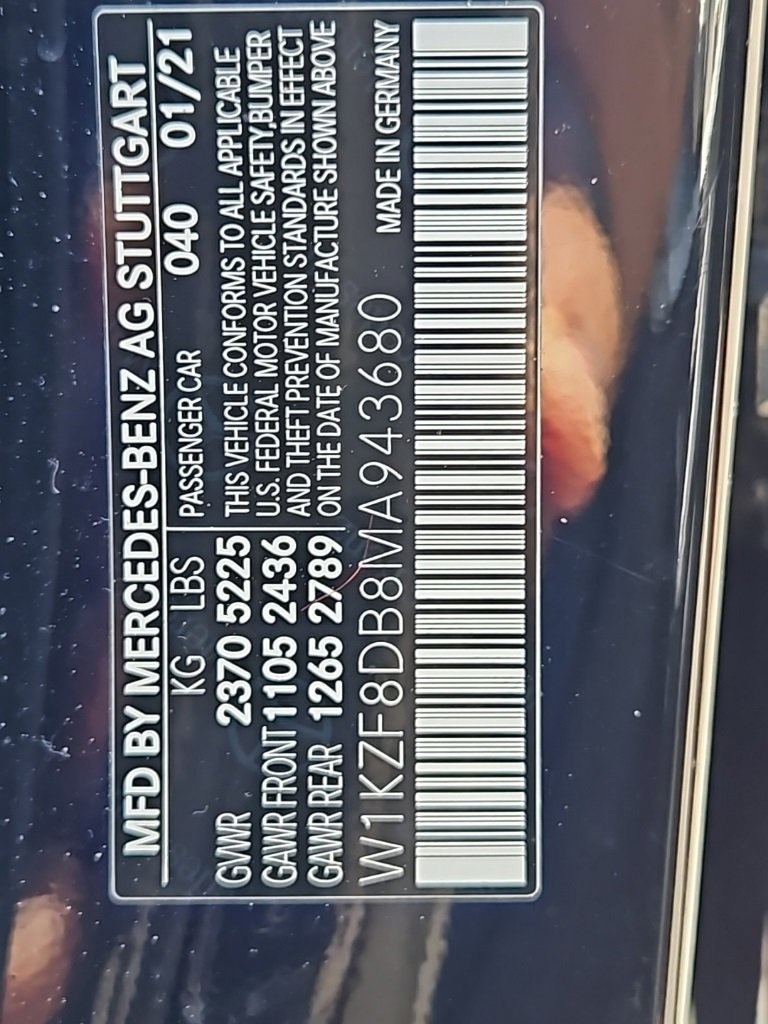 MFD BY MERCEDES-BENZ AG STUTTGART
KG LBS PASSENGER CAR 040 01/21
GVWR 2370 5225 THIS VEHICLE CONFORMS TO ALL APPLICABLE
GAWR FRONT 1105 2436 U.S. FEDERAL MOTOR VEHICLE SAFETY,BUMPER
GAWR REAR 1265 2789 AND THEFT PREVENTION STANDARDS IN EFFECT
ON THE DATE OF MANUFACTURE SHOWN ABOVE
W1KZF8DB8MA943680 MADE IN GERMANY